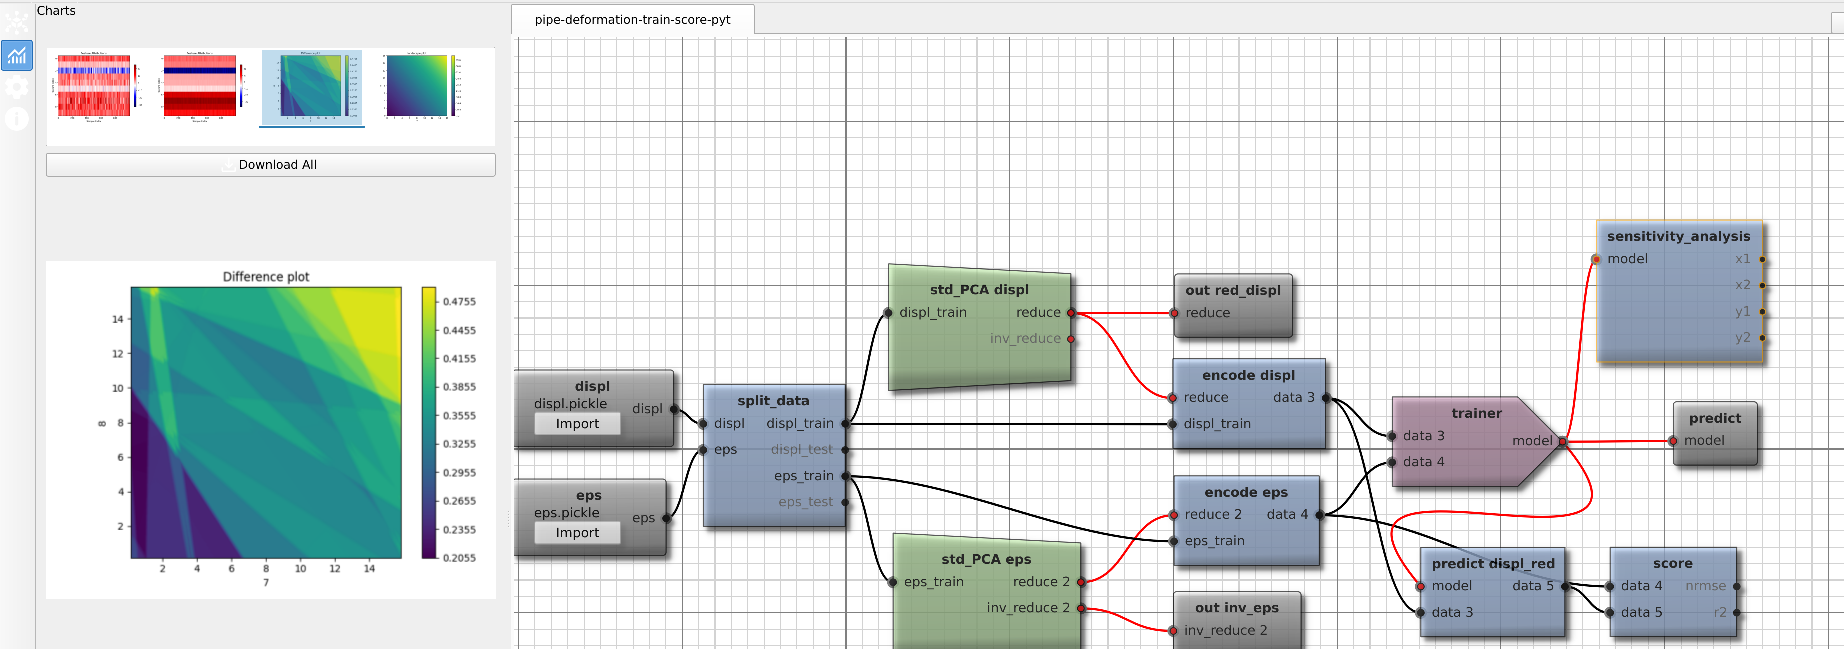 Charts
Download All
Difference plot
14
12
10
8
6
4
2
8
2 4 6 8 10 12 14
7
0.4755
0.4455
0.4155
0.3855
0.3555
0.3255
0.2955
0.2655
0.2355
0.2055
pipe-deformation-train-score-pyt
displ
displ.pickle
displ
Import
eps
eps.pickle
eps
Import
split_data
displ displ_train
eps displ_test
eps_train
eps_test
std_PCA displ
displ_train reduce
inv_reduce
std_PCA eps
eps_train reduce 2
inv_reduce 2
out red_displ
reduce
encode displ
reduce data 3
displ_train
encode eps
reduce 2 data 4
eps_train
out inv_eps
inv_reduce 2
trainer
data 3 model
data 4
sensitivity_analysis
model x1
x2
y1
y2
predict
model
predict displ_red
model data 5
data 3
score
data 4 nrmse
data 5 r2